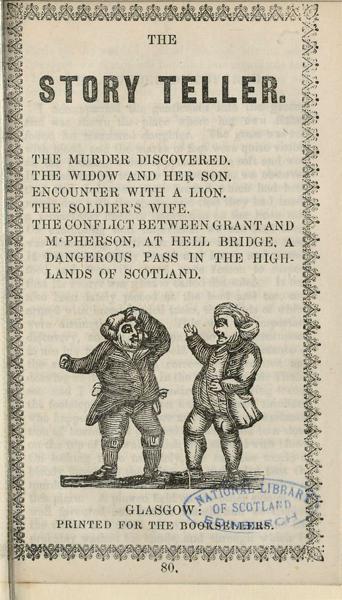 THE
STORY TELLER.
THE MURDER DISCOVERED.
THE WIDOW AND HER SON.
ENCOUNTER WITH A LION.
THE SOLDIER'S WIFE.
THE CONFLICT BETWEEN GRANT AND
M‘PHERSON, AT HELL BRIDGE, A
DANGEROUS PASS IN THE HIGH-
LANDS OF SCOTLAND.
GLASGOW:
PRINTED FOR THE BOOKSELLERS.
NATIONAL LIBRARY
OF SCOTLAND
EDINBURGH
80.